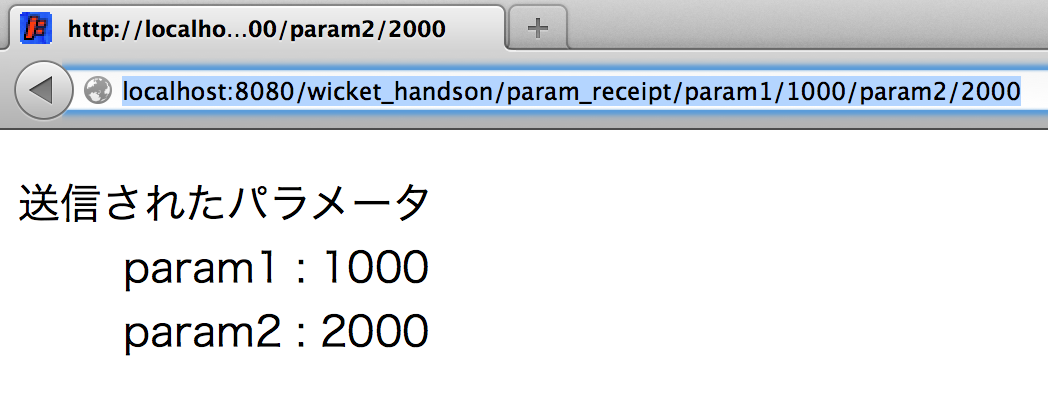 http://localho...00/param2/2000
localhost:8080/wicket_handson/param_receipt/param1/1000/param2/2000
送信されたパラメータ
param1 : 1000
param2 : 2000